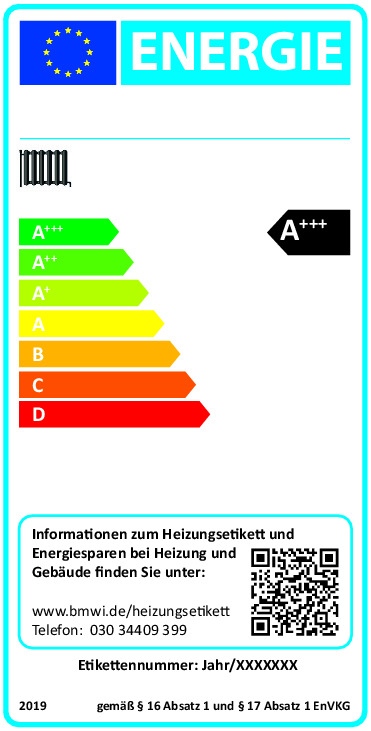 ENERGIE
A+++
A+++
A++
A+
A
B
C
D
Informationen zum Heizungsetikett und
Energiesparen bei Heizung und
Gebäude finden Sie unter:
www.bmwi.de/heizungsetikett
Telefon: 030 34409 399
Etikettennummer: Jahr/XXXXXXX
2019 gemäß § 16 Absatz 1 und § 17 Absatz 1 EnVKG